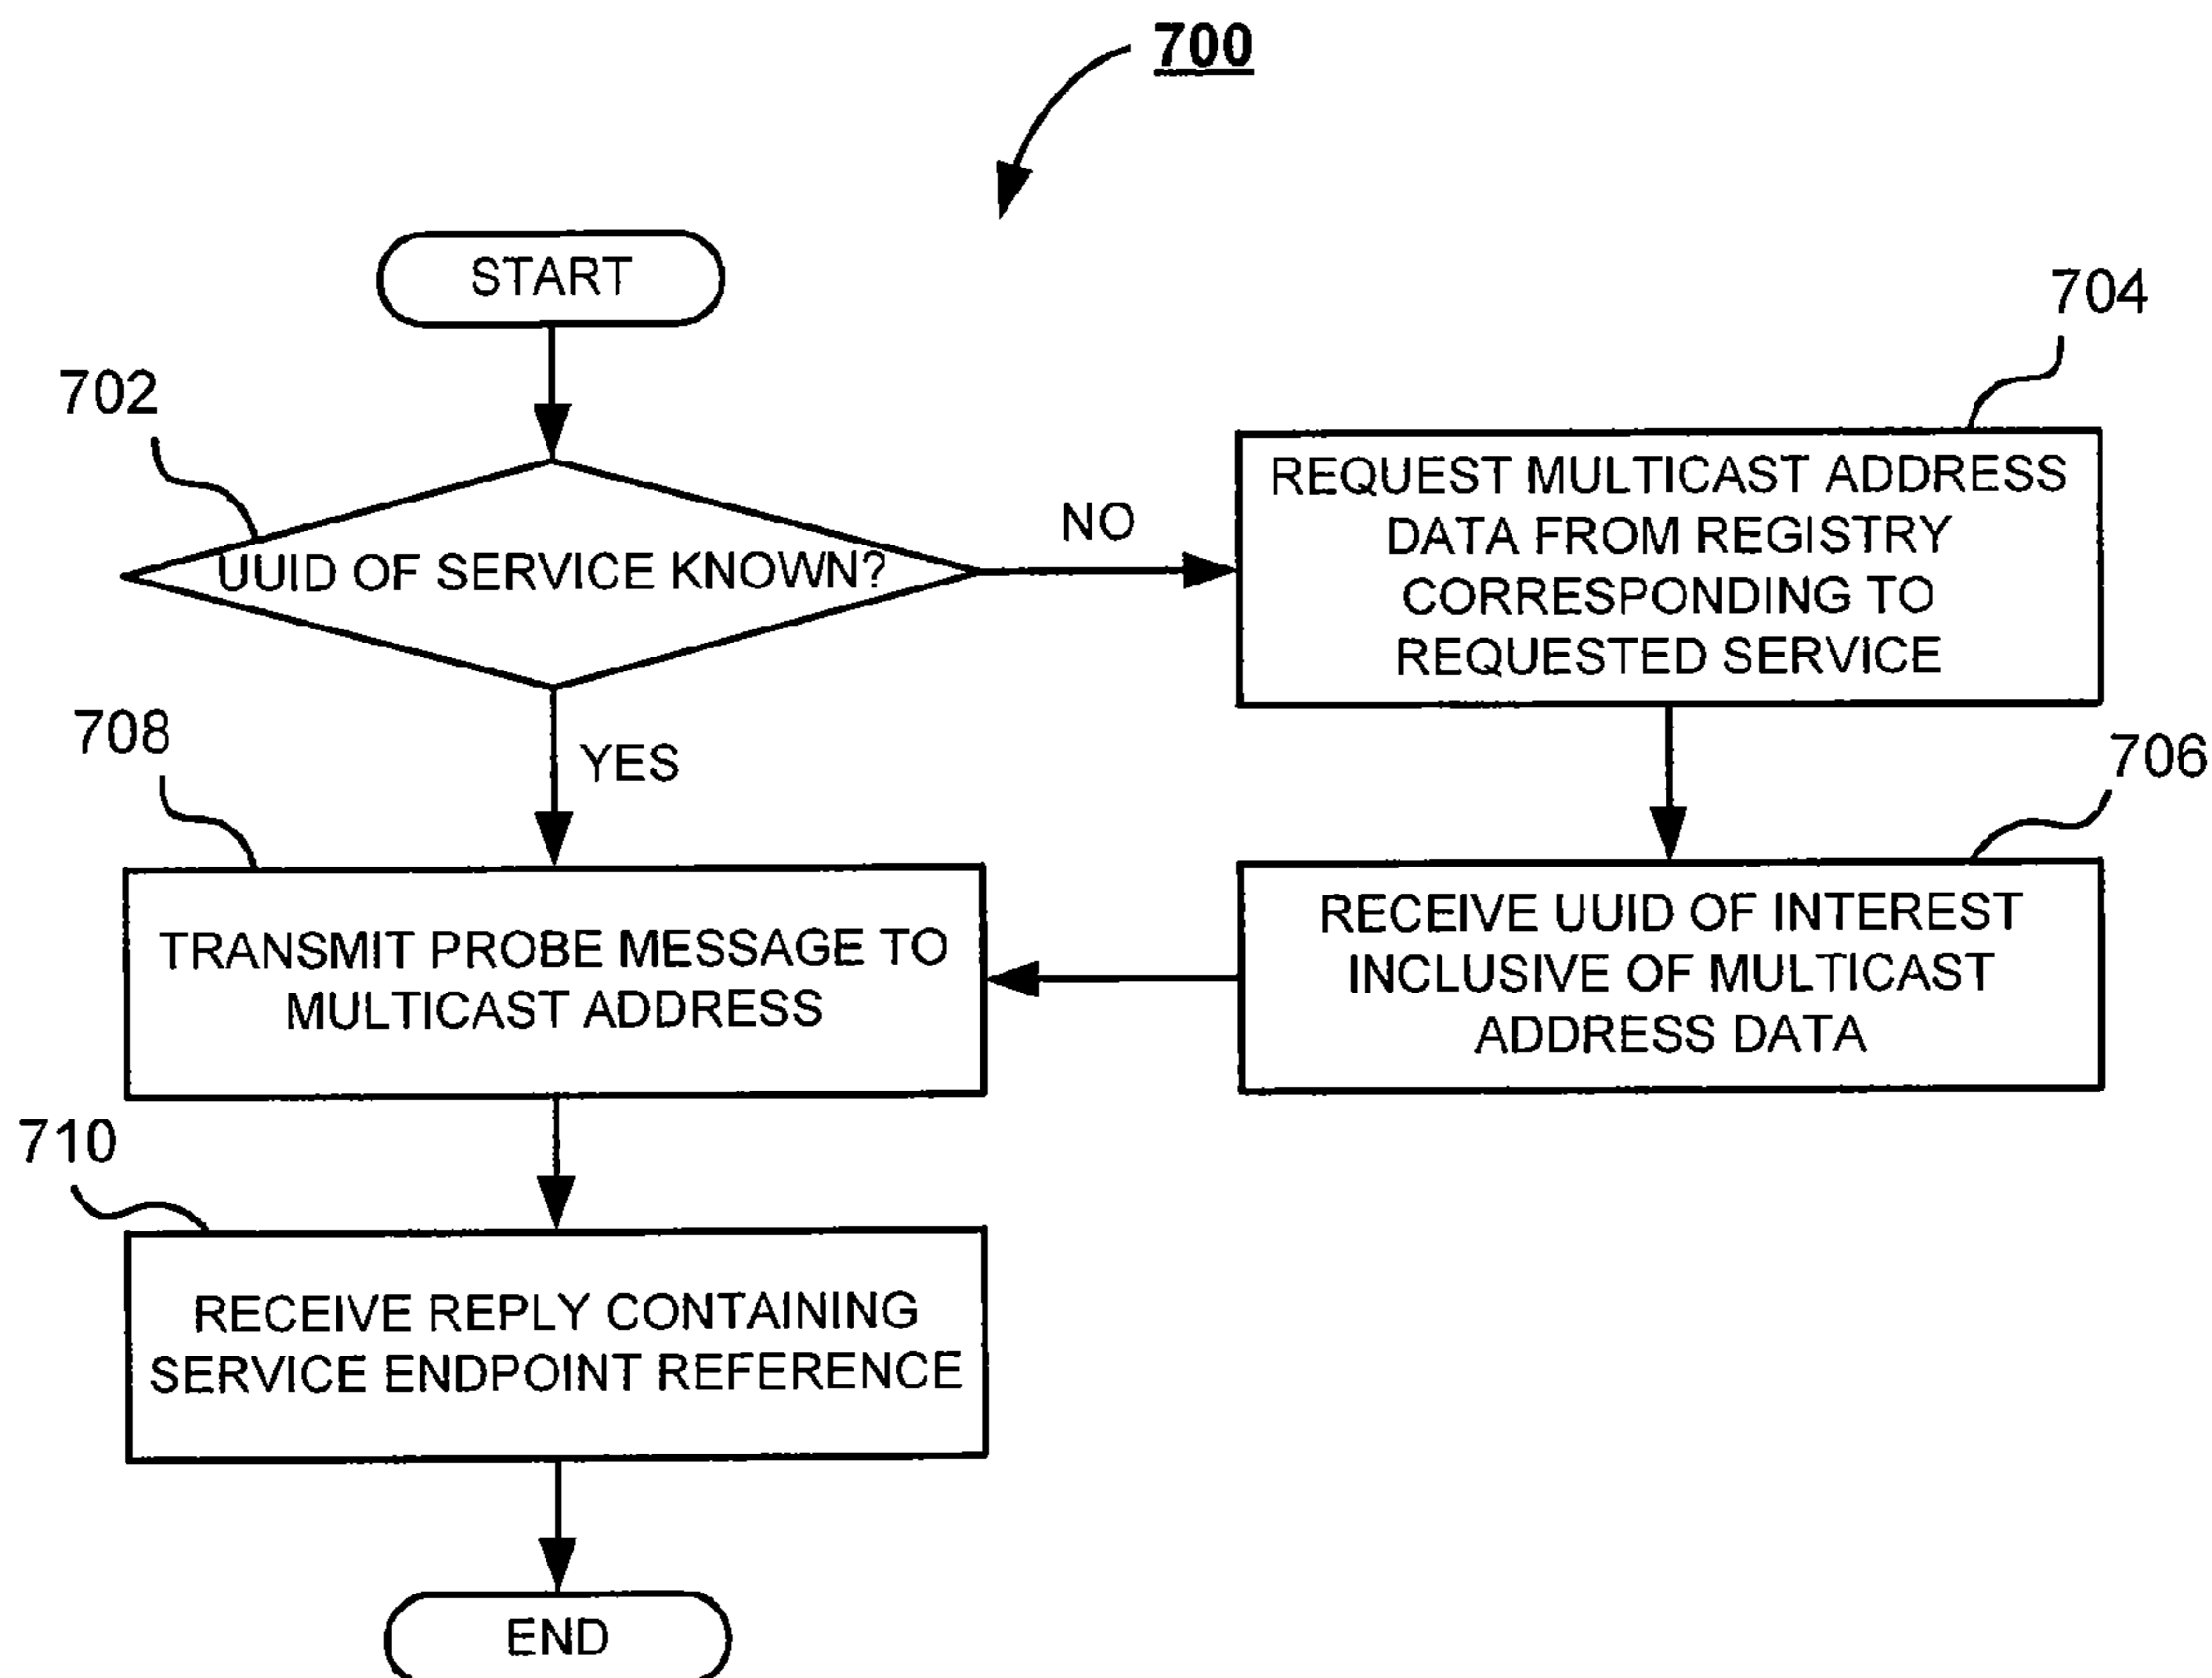 700
START
704
702
NO
UUID OF SERVICE KNOWN?
REQUEST MULTICAST ADDRESS
DATA FROM REGISTRY
CORRESPONDING TO
REQUESTED SERVICE
708
YES
706
TRANSMIT PROBE MESSAGE TO
MULTICAST ADDRESS
RECEIVE UUID OF INTEREST
INCLUSIVE OF MULTICAST
ADDRESS DATA
710
RECEIVE REPLY CONTAINING
SERVICE ENDPOINT REFERENCE
END